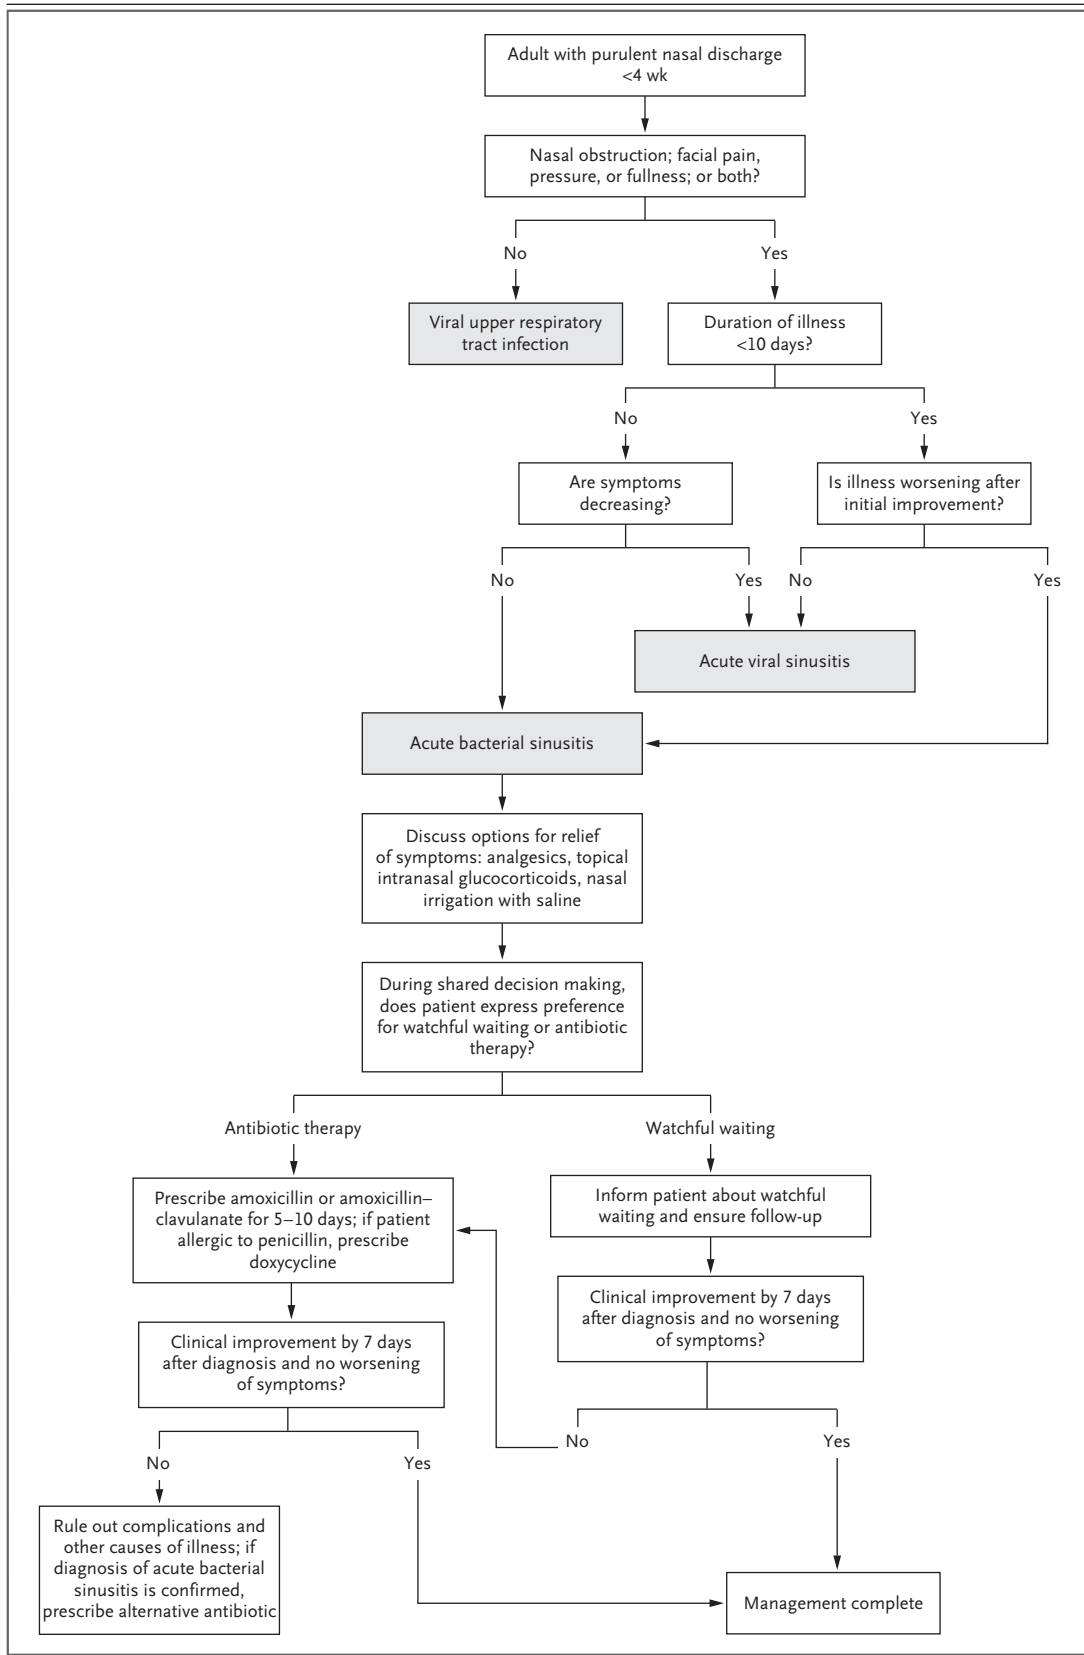 Adult with purulent nasal discharge
<4 wk
Nasal obstruction; facial pain,
pressure, or fullness; or both?
No
Yes
Viral upper respiratory
tract infection
Duration of illness
<10 days?
No
Yes
Are symptoms
decreasing?
Is illness worsening after
initial improvement?
No
Yes
No
Yes
Acute viral sinusitis
Acute bacterial sinusitis
Discuss options for relief
of symptoms: analgesics, topical
intranasal glucocorticoids, nasal
irrigation with saline
During shared decision making,
does patient express preference
for watchful waiting or antibiotic
therapy?
Antibiotic therapy
Watchful waiting
Prescribe amoxicillin or amoxicillin–
clavulanate for 5–10 days; if patient
allergic to penicillin, prescribe
doxycycline
Inform patient about watchful
waiting and ensure follow-up
Clinical improvement by 7 days
after diagnosis and no worsening
of symptoms?
Clinical improvement by 7 days
after diagnosis and no worsening
of symptoms?
No
Yes
No
Yes
Rule out complications and
other causes of illness; if
diagnosis of acute bacterial
sinusitis is confirmed,
prescribe alternative antibiotic
Management complete